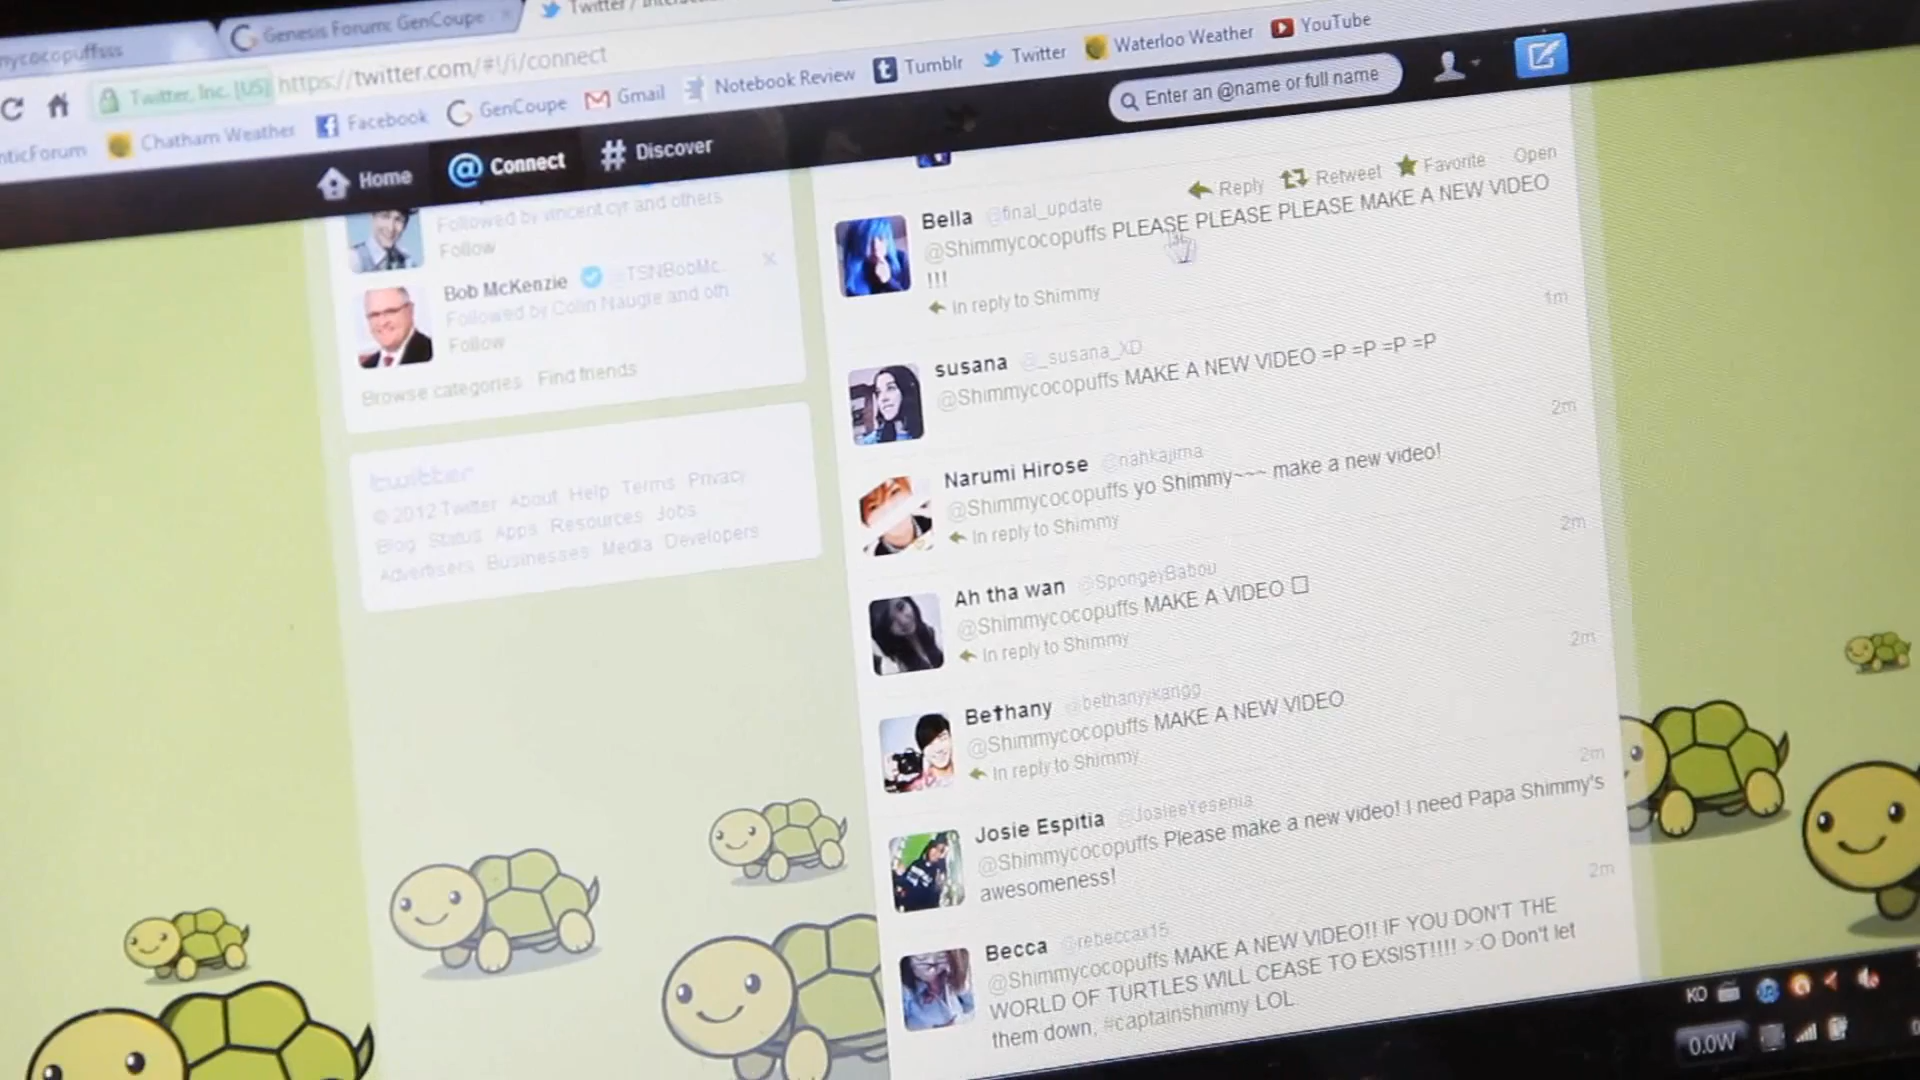 mycocopuffsss
Genesis Forum: GenCoupe
https://twitter.com/#!/i/connect
Twitter, Inc. [US]
Chatham Weather
Facebook
GenCoupe
Gmail
Notebook Review
Tumblr
Twitter
Waterloo Weather
YouTube
Home
Connect
Discover
Enter an @name or full name
Followed by vincent cyr and others
Follow
Bob McKenzie @TSNBobMc...
Followed by Colin Naugle and oth
Follow
Browse categories Find friends
twitter
© 2012 Twitter About Help Terms Privacy
Blog Status Apps Resources Jobs
Advertisers Businesses Media Developers
Reply Retweet Favorite Open
Bella @final_update
@Shimmycocopuffs PLEASE PLEASE PLEASE MAKE A NEW VIDEO
!!!
In reply to Shimmy
1m
susana @_susana_XD
@Shimmycocopuffs MAKE A NEW VIDEO =P =P =P =P
2m
Narumi Hirose @nahkajima
@Shimmycocopuffs yo Shimmy~~~ make a new video!
In reply to Shimmy
2m
Ah tha wan @SpongeyBabou
@Shimmycocopuffs MAKE A VIDEO
In reply to Shimmy
2m
Be†hany @bethanyykangg
@Shimmycocopuffs MAKE A NEW VIDEO
In reply to Shimmy
2m
Josie Espitia @JosieeYesenia
@Shimmycocopuffs Please make a new video! I need Papa Shimmy's
awesomeness!
2m
Becca @rebeccax15
@Shimmycocopuffs MAKE A NEW VIDEO!! IF YOU DON'T THE
WORLD OF TURTLES WILL CEASE TO EXSIST!!!! >:O Don't let
them down, #captainshimmy LOL
KO
0.0W